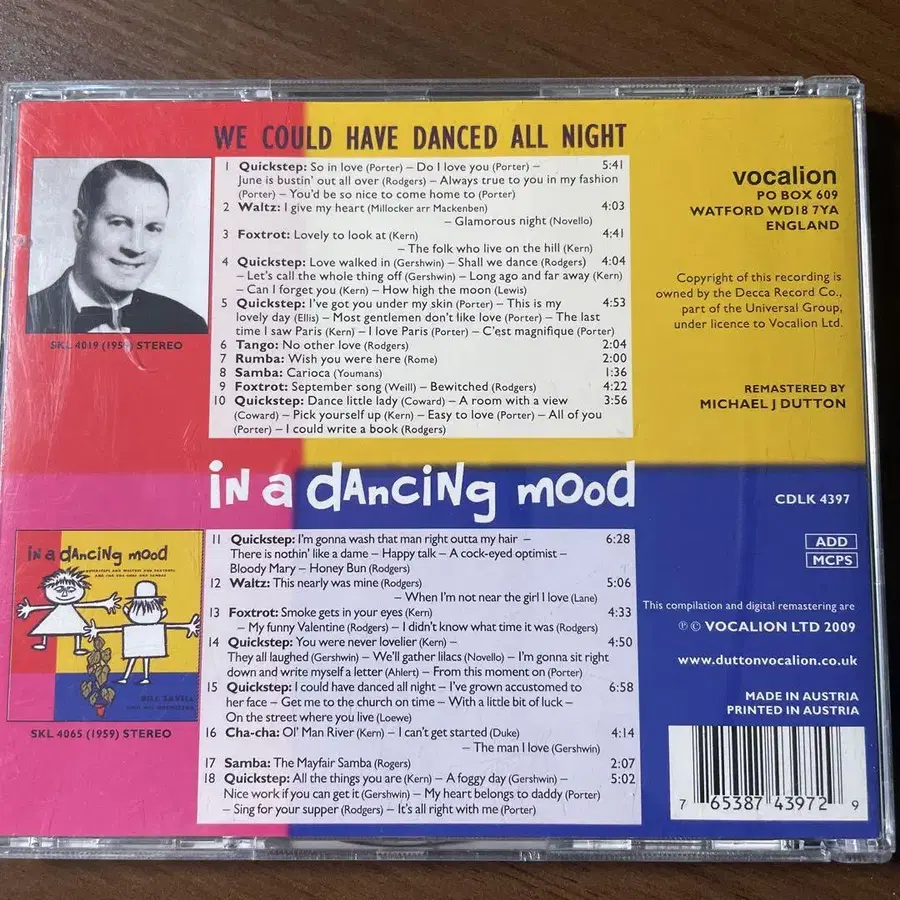 WE COULD HAVE DANCED ALL NIGHT
1 Quickstep: So in love (Porter) – Do I love you (Porter) – 5:41
June is bustin' out all over (Rodgers) – Always true to you in my fashion
(Porter) – You'd be so nice to come home to (Porter)
2 Waltz: I give my heart (Millocker arr Mackenben) 4:03
– Glamorous night (Novello)
3 Foxtrot: Lovely to look at (Kern) 4:41
– The folk who live on the hill (Kern)
4 Quickstep: Love walked in (Gershwin) – Shall we dance (Rodgers) 4:04
– Let's call the whole thing off (Gershwin) – Long ago and far away (Kern)
– Can I forget you (Kern) – How high the moon (Lewis)
5 Quickstep: I've got you under my skin (Porter) – This is my 4:53
lovely day (Ellis) – Most gentlemen don't like love (Porter) – The last
time I saw Paris (Kern) – I love Paris (Porter) – C'est magnifique (Porter)
6 Tango: No other love (Rodgers) 2:04
7 Rumba: Wish you were here (Rome) 2:00
8 Samba: Carioca (Youmans) 1:36
9 Foxtrot: September song (Weill) – Bewitched (Rodgers) 4:22
10 Quickstep: Dance little lady (Coward) – A room with a view 3:56
(Coward) – Pick yourself up (Kern) – Easy to love (Porter) – All of you
(Porter) – I could write a book (Rodgers)
SKL 4019 (1959) STEREO
vocalion
PO BOX 609
WATFORD WD18 7YA
ENGLAND
Copyright of this recording is
owned by the Decca Record Co.,
part of the Universal Group,
under licence to Vocalion Ltd.
REMASTERED BY
MICHAEL J DUTTON
in a dancing mood
11 Quickstep: I'm gonna wash that man right outta my hair – 6:28
There is nothin' like a dame – Happy talk – A cock-eyed optimist –
Bloody Mary – Honey Bun (Rodgers)
12 Waltz: This nearly was mine (Rodgers) 5:06
– When I'm not near the girl I love (Lane)
13 Foxtrot: Smoke gets in your eyes (Kern) 4:33
– My funny Valentine (Rodgers) – I didn't know what time it was (Rodgers)
14 Quickstep: You were never lovelier (Kern) – 4:50
They all laughed (Gershwin) – We'll gather lilacs (Novello) – I'm gonna sit right
down and write myself a letter (Ahlert) – From this moment on (Porter)
15 Quickstep: I could have danced all night – I've grown accustomed to 6:58
her face – Get me to the church on time – With a little bit of luck –
On the street where you live (Loewe)
16 Cha-cha: Ol' Man River (Kern) – I can't get started (Duke) 4:14
– The man I love (Gershwin)
17 Samba: The Mayfair Samba (Rogers) 2:07
18 Quickstep: All the things you are (Kern) – A foggy day (Gershwin) – 5:02
Nice work if you can get it (Gershwin) – My heart belongs to daddy (Porter)
– Sing for your supper (Rodgers) – It's all right with me (Porter)
in a dancing mood
SKL 4065 (1959) STEREO
CDLK 4397
ADD
MCPS
This compilation and digital remastering are
℗ © VOCALION LTD 2009
www.duttonvocalion.co.uk
MADE IN AUSTRIA
PRINTED IN AUSTRIA
7 65387 43972 9